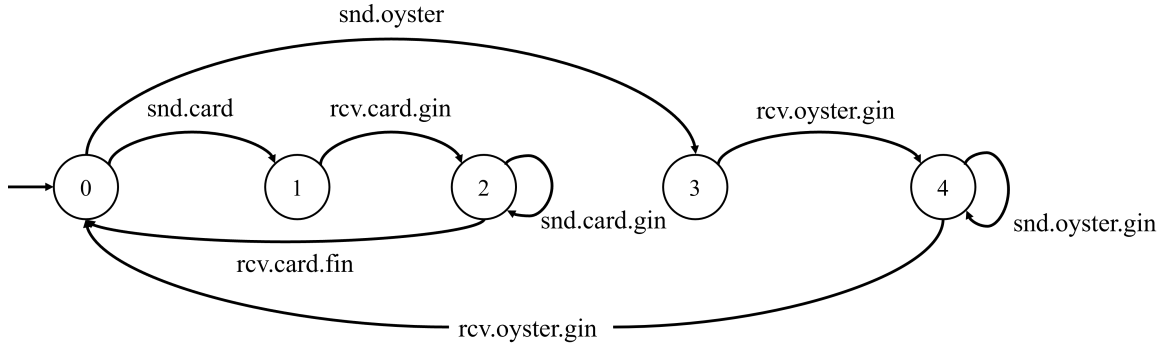 snd.oyster
snd.card
rcv.card.gin
rcv.oyster.gin
0
1
2
3
4
snd.card.gin
snd.oyster.gin
rcv.card.fin
rcv.oyster.gin